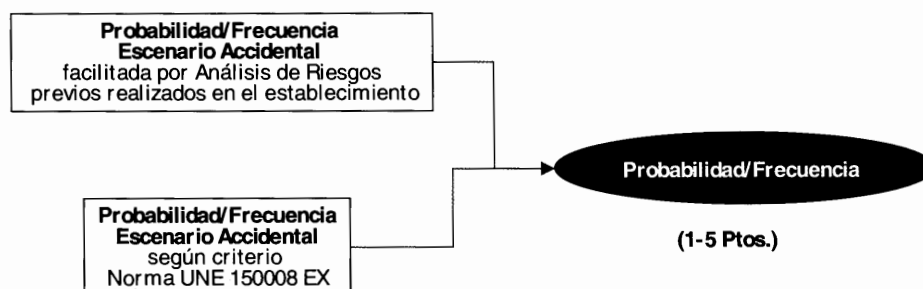 Probabilidad/Frecuencia
Escenario Accidental
facilitada por Análisis de Riesgos
previos realizados en el establecimiento
Probabilidad/Frecuencia
(1-5 Ptos.)
Probabilidad/Frecuencia
Escenario Accidental
según criterio
Norma UNE 150008 EX